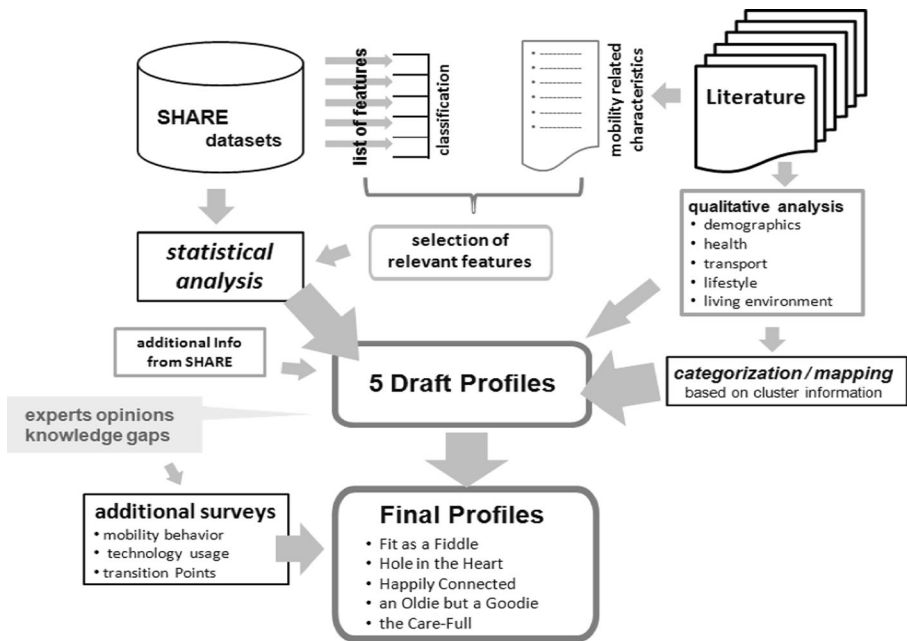 SHARE
datasets
list of features
classification
mobility related
characteristics
Literature
qualitative analysis
• demographics
• health
• transport
• lifestyle
• living environment
statistical
analysis
selection of
relevant features
additional Info
from SHARE
5 Draft Profiles
categorization / mapping
based on cluster information
experts opinions
knowledge gaps
additional surveys
• mobility behavior
• technology usage
• transition Points
Final Profiles
• Fit as a Fiddle
• Hole in the Heart
• Happily Connected
• an Oldie but a Goodie
• the Care-Full